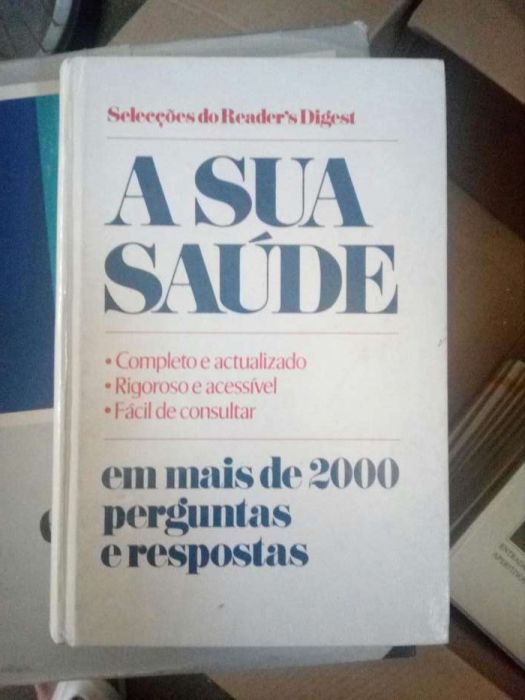 Selecções do Reader's Digest
A SUA
SAÚDE
• Completo e actualizado
• Rigoroso e acessível
• Fácil de consultar
em mais de 2000
perguntas
e respostas